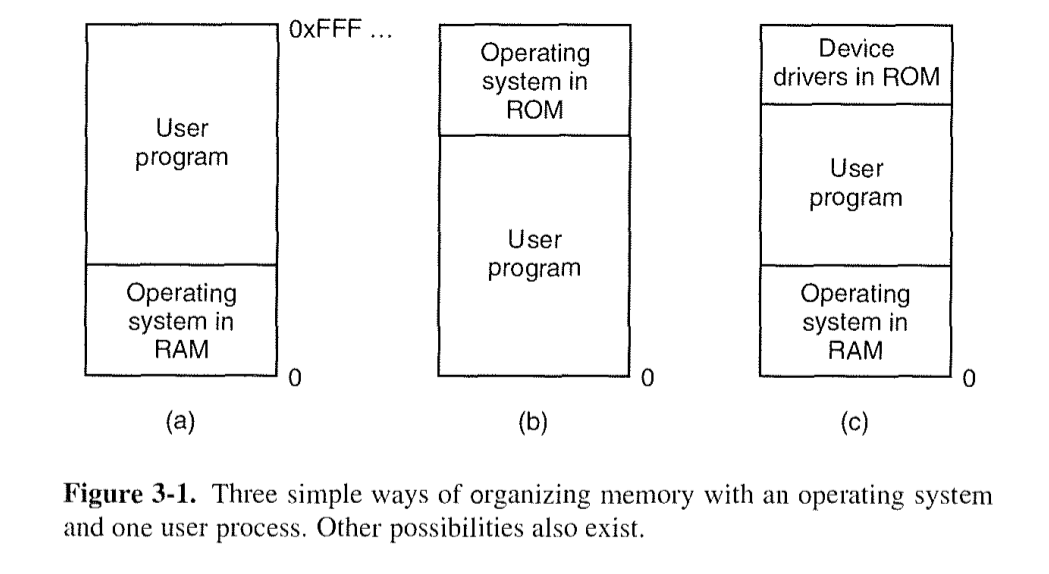 0xFFF ...
User
program
Operating
system in
RAM
0
(a)
Operating
system in
ROM
User
program
0
(b)
Device
drivers in ROM
User
program
Operating
system in
RAM
0
(c)
Figure 3-1. Three simple ways of organizing memory with an operating system
and one user process. Other possibilities also exist.